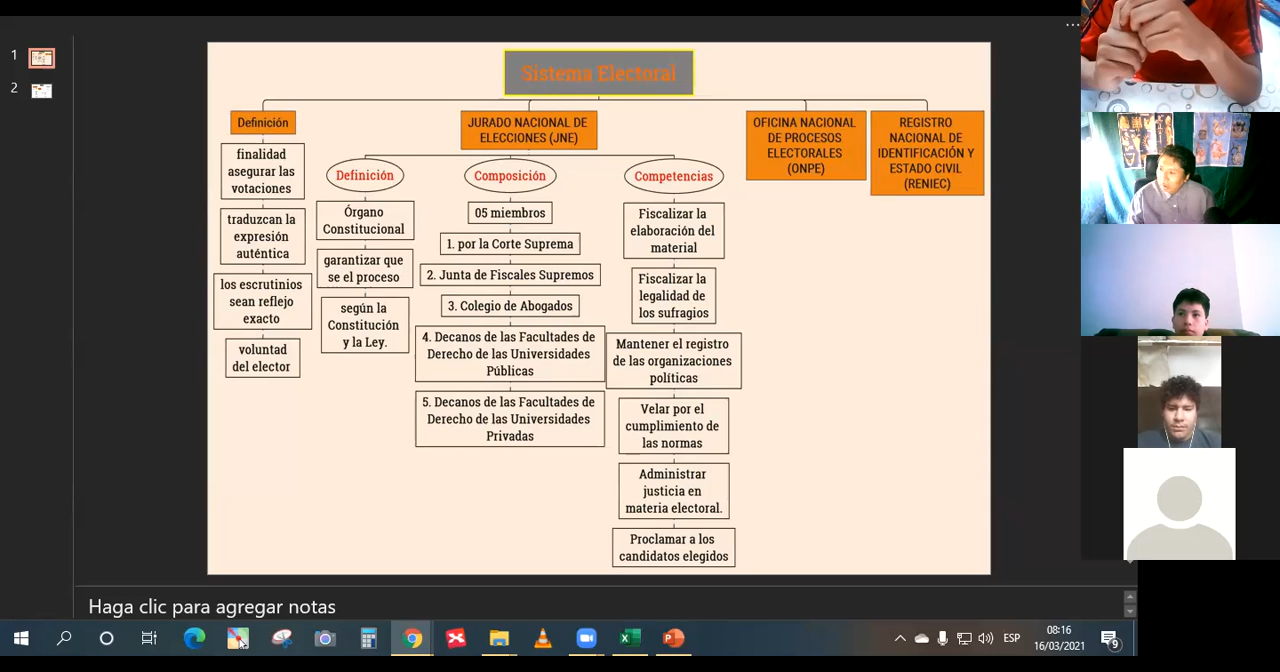 1
2
Sistema Electoral
Definición
finalidad
asegurar las
votaciones
traduzcan la
expresión
auténtica
los escrutinios
sean reflejo
exacto
voluntad
del elector
JURADO NACIONAL DE
ELECCIONES (JNE)
Definición
Órgano
Constitucional
garantizar que
se el proceso
según la
Constitución
y la Ley.
Composición
05 miembros
1. por la Corte Suprema
2. Junta de Fiscales Supremos
3. Colegio de Abogados
4. Decanos de las Facultades de
Derecho de las Universidades
Públicas
5. Decanos de las Facultades de
Derecho de las Universidades
Privadas
Competencias
Fiscalizar la
elaboración del
material
Fiscalizar la
legalidad de
los sufragios
Mantener el registro
de las organizaciones
políticas
Velar por el
cumplimiento de
las normas
Administrar
justicia en
materia electoral.
Proclamar a los
candidatos elegidos
OFICINA NACIONAL
DE PROCESOS
ELECTORALES
(ONPE)
REGISTRO
NACIONAL DE
IDENTIFICACIÓN Y
ESTADO CIVIL
(RENIEC)
Haga clic para agregar notas
ESP
08:16
16/03/2021
9